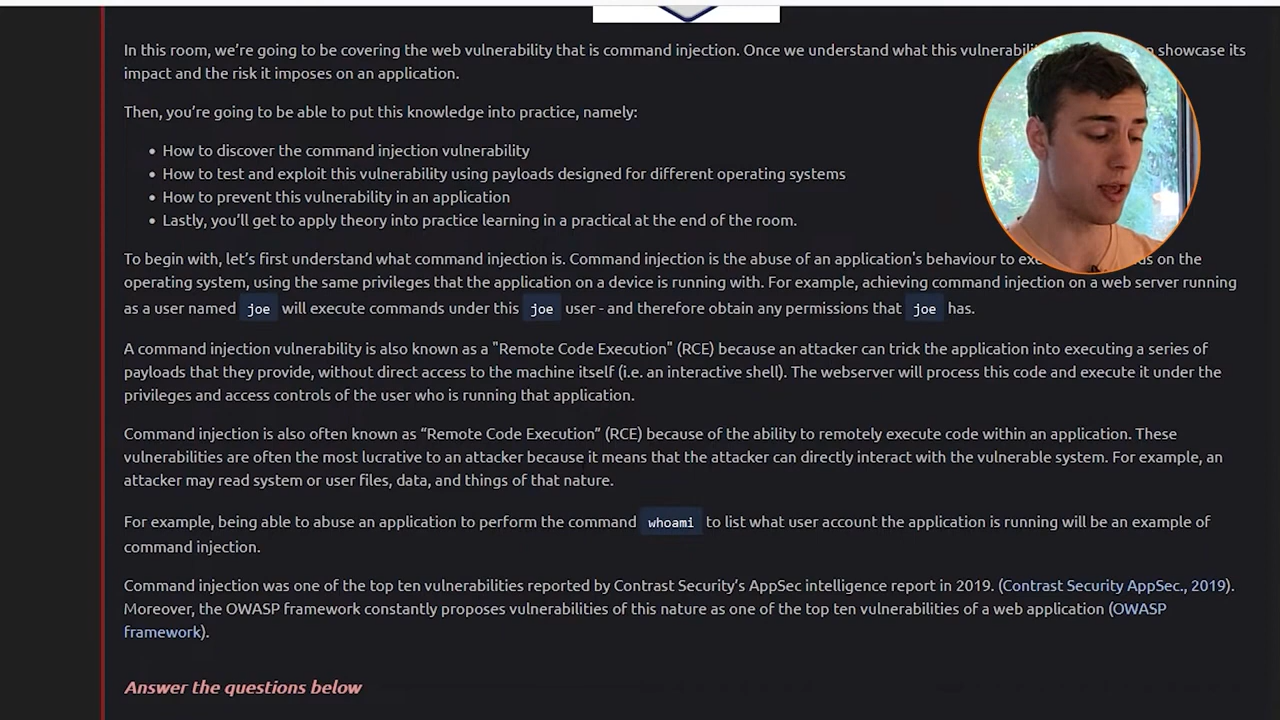 In this room, we're going to be covering the web vulnerability that is command injection. Once we understand what this showcase its
impact and the risk it imposes on an application.
Then, you're going to be able to put this knowledge into practice, namely:
• How to discover the command injection vulnerability
• How to test and exploit this vulnerability using payloads designed for different operating systems
• How to prevent this vulnerability in an application
• Lastly, you'll get to apply theory into practice learning in a practical at the end of the room.
To begin with, let's first understand what command injection is. Command injection is the abuse of an application's behaviour to on the
operating system, using the same privileges that the application on a device is running with. For example, achieving command injection on a web server running
as a user named joe will execute commands under this joe user - and therefore obtain any permissions that joe has.
A command injection vulnerability is also known as a "Remote Code Execution" (RCE) because an attacker can trick the application into executing a series of
payloads that they provide, without direct access to the machine itself (i.e. an interactive shell). The webserver will process this code and execute it under the
privileges and access controls of the user who is running that application.
Command injection is also often known as “Remote Code Execution” (RCE) because of the ability to remotely execute code within an application. These
vulnerabilities are often the most lucrative to an attacker because it means that the attacker can directly interact with the vulnerable system. For example, an
attacker may read system or user files, data, and things of that nature.
For example, being able to abuse an application to perform the command whoami to list what user account the application is running will be an example of
command injection.
Command injection was one of the top ten vulnerabilities reported by Contrast Security's AppSec intelligence report in 2019. (Contrast Security AppSec., 2019).
Moreover, the OWASP framework constantly proposes vulnerabilities of this nature as one of the top ten vulnerabilities of a web application (OWASP
framework).
Answer the questions below